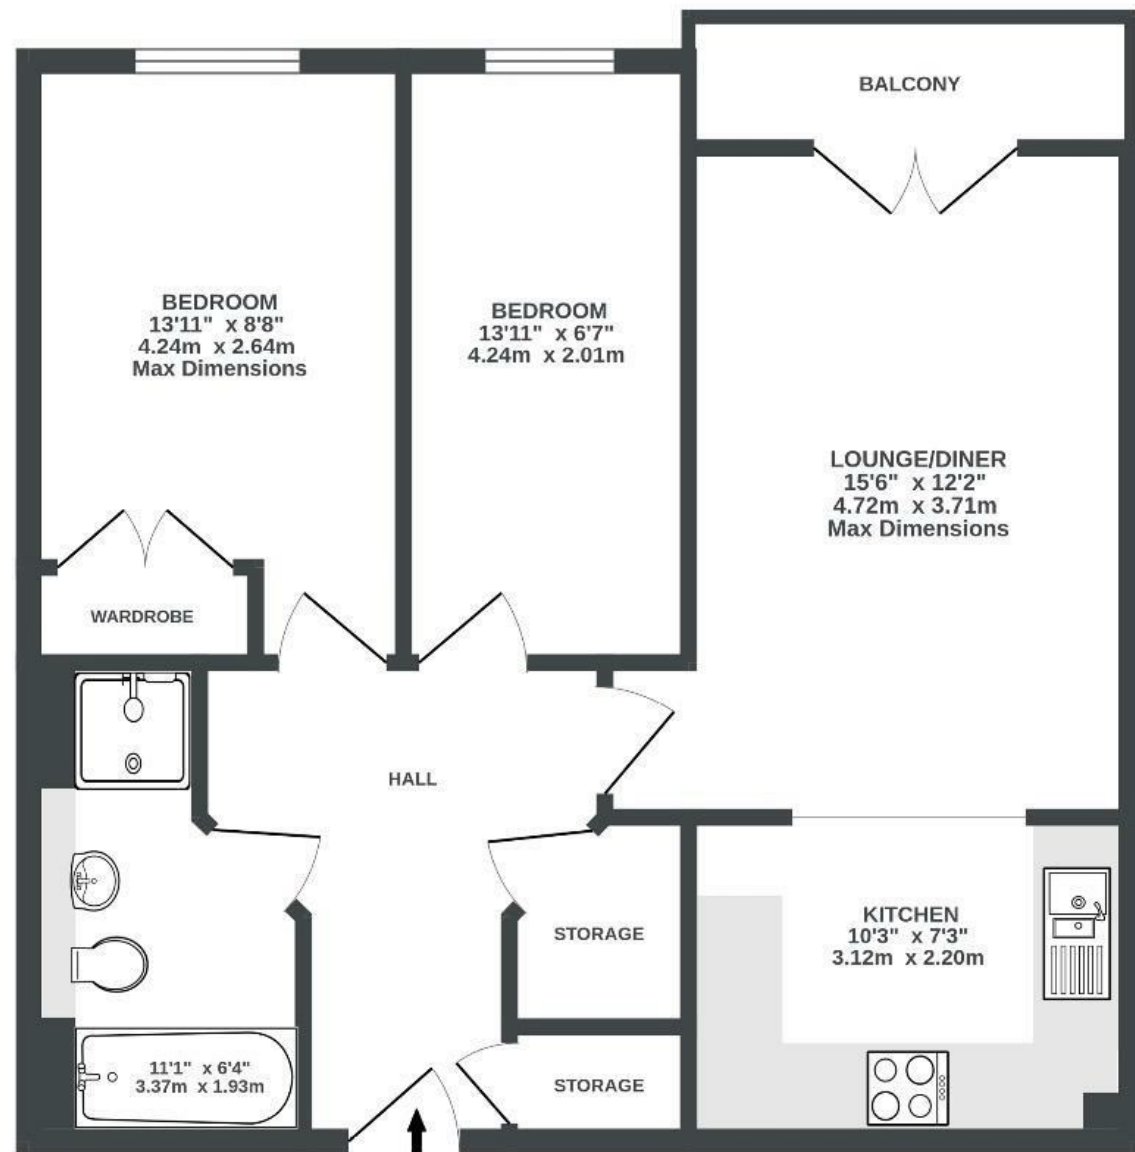 BALCONY
BEDROOM
13'11" x 8'8"
4.24m x 2.64m
Max Dimensions
BEDROOM
13'11" x 6'7"
4.24m x 2.01m
LOUNGE/DINER
15'6" x 12'2"
4.72m x 3.71m
Max Dimensions
WARDROBE
HALL
STORAGE
KITCHEN
10'3" x 7'3"
3.12m x 2.20m
11'1" x 6'4"
3.37m x 1.93m
STORAGE